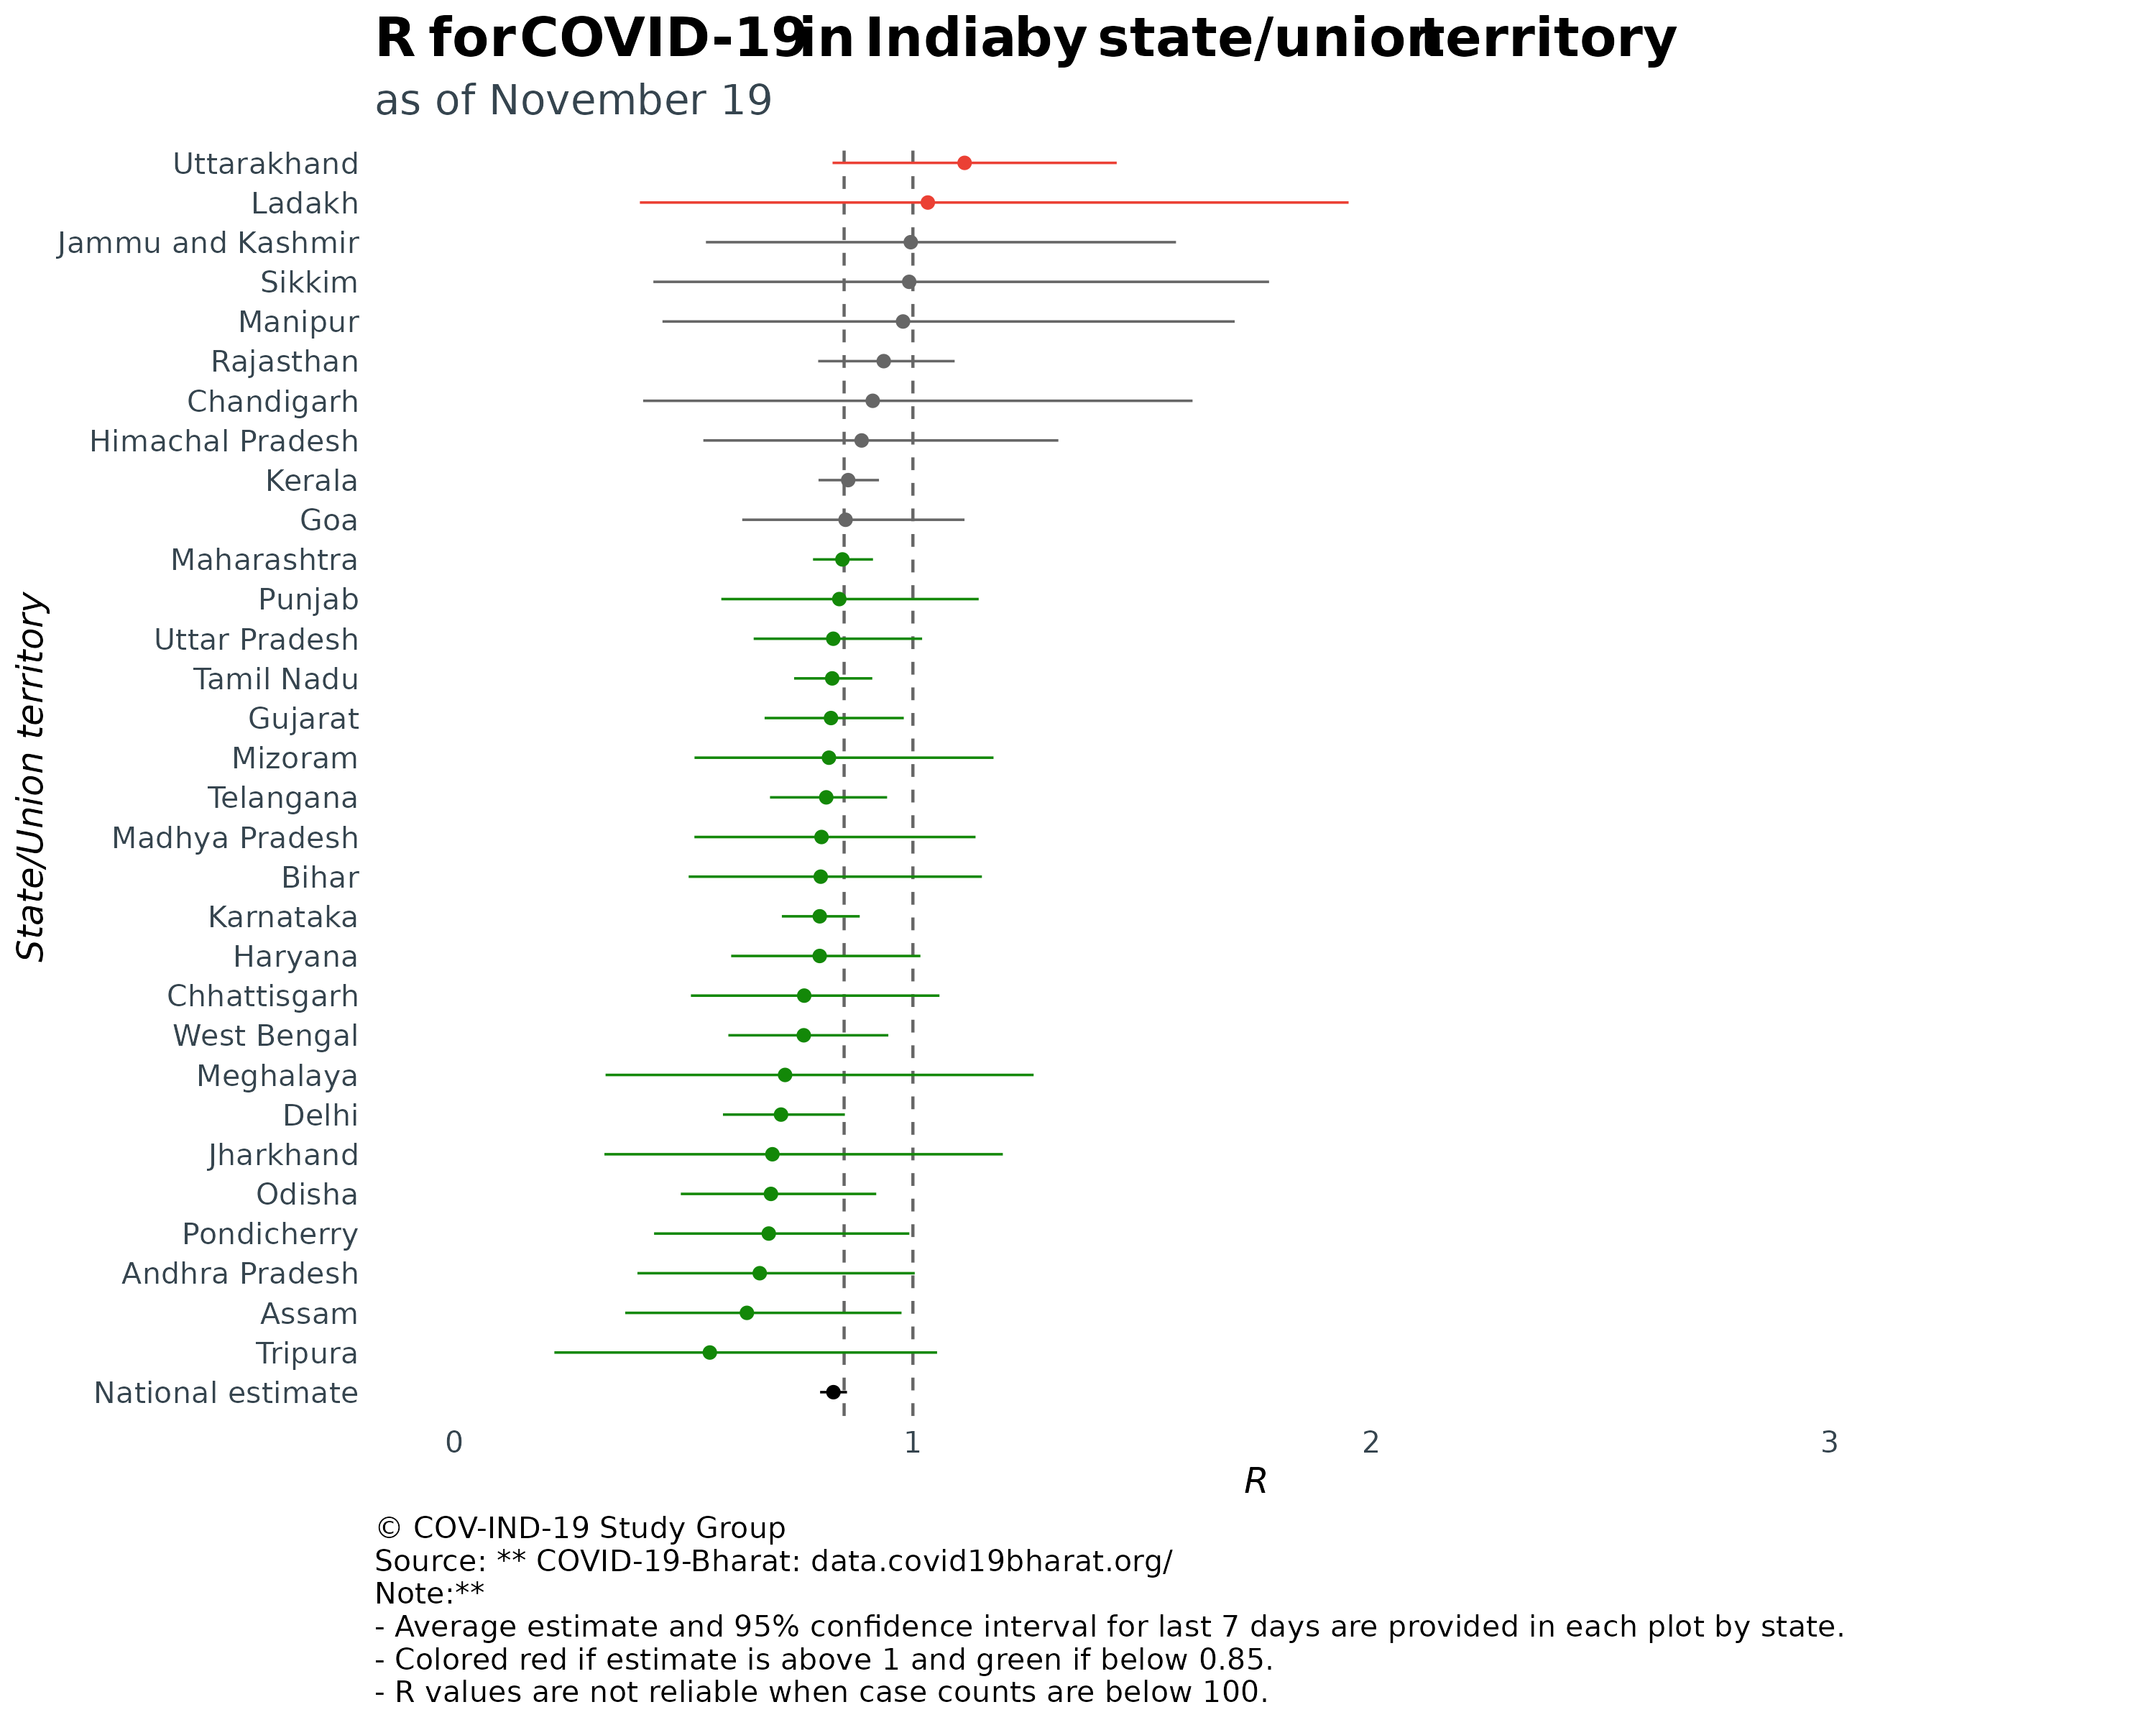 R for COVID-19 in India by state/union territory
as of November 19
Uttarakhand
Ladakh
Jammu and Kashmir
Sikkim
Manipur
Rajasthan
Chandigarh
Himachal Pradesh
Kerala
Goa
Maharashtra
Punjab
Uttar Pradesh
Tamil Nadu
Gujarat
Mizoram
Telangana
Madhya Pradesh
Bihar
Karnataka
Haryana
Chhattisgarh
West Bengal
Meghalaya
Delhi
Jharkhand
Odisha
Pondicherry
Andhra Pradesh
Assam
Tripura
National estimate
State/Union territory
0 1 2 3
R
© COV-IND-19 Study Group
Source: ** COVID-19-Bharat: data.covid19bharat.org/
Note:**
- Average estimate and 95% confidence interval for last 7 days are provided in each plot by state.
- Colored red if estimate is above 1 and green if below 0.85.
- R values are not reliable when case counts are below 100.